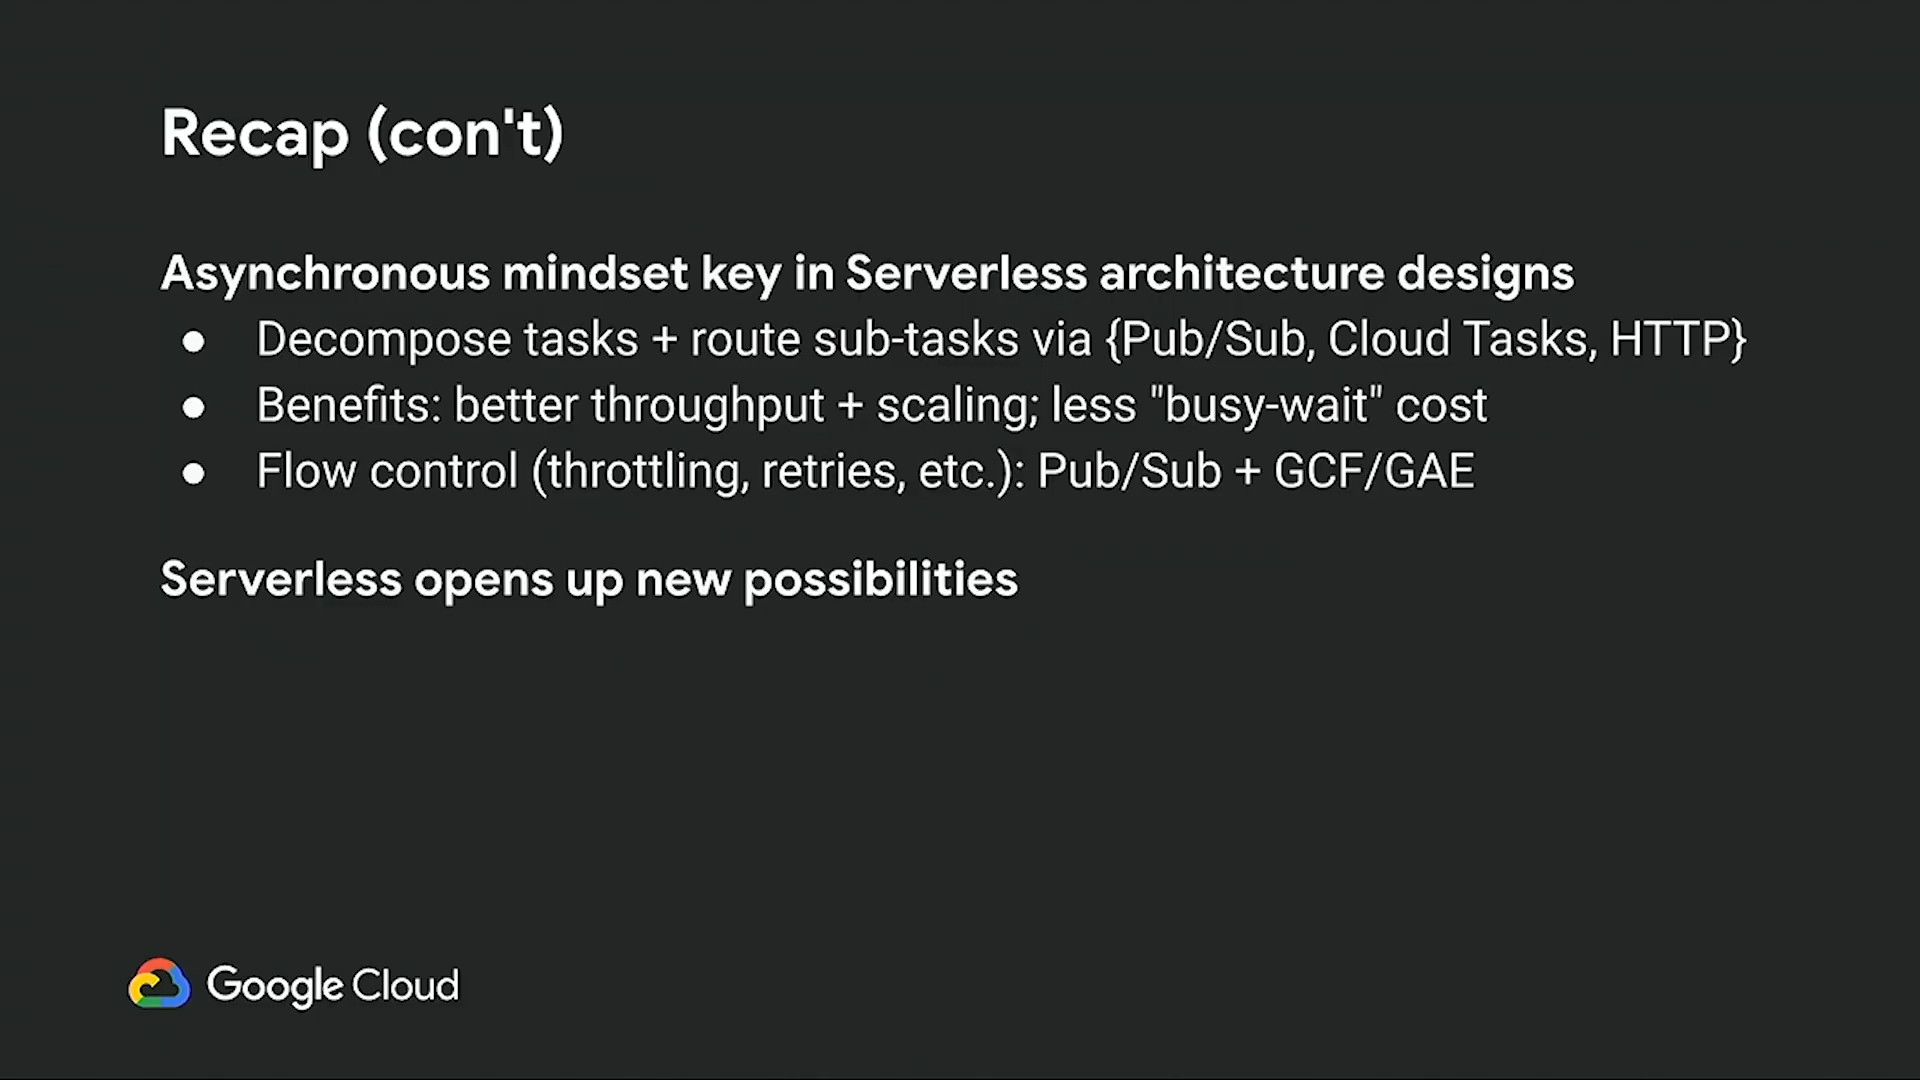 Recap (con't)
Asynchronous mindset key in Serverless architecture designs
● Decompose tasks + route sub-tasks via {Pub/Sub, Cloud Tasks, HTTP}
● Benefits: better throughput + scaling; less "busy-wait" cost
● Flow control (throttling, retries, etc.): Pub/Sub + GCF/GAE
Serverless opens up new possibilities
Google Cloud